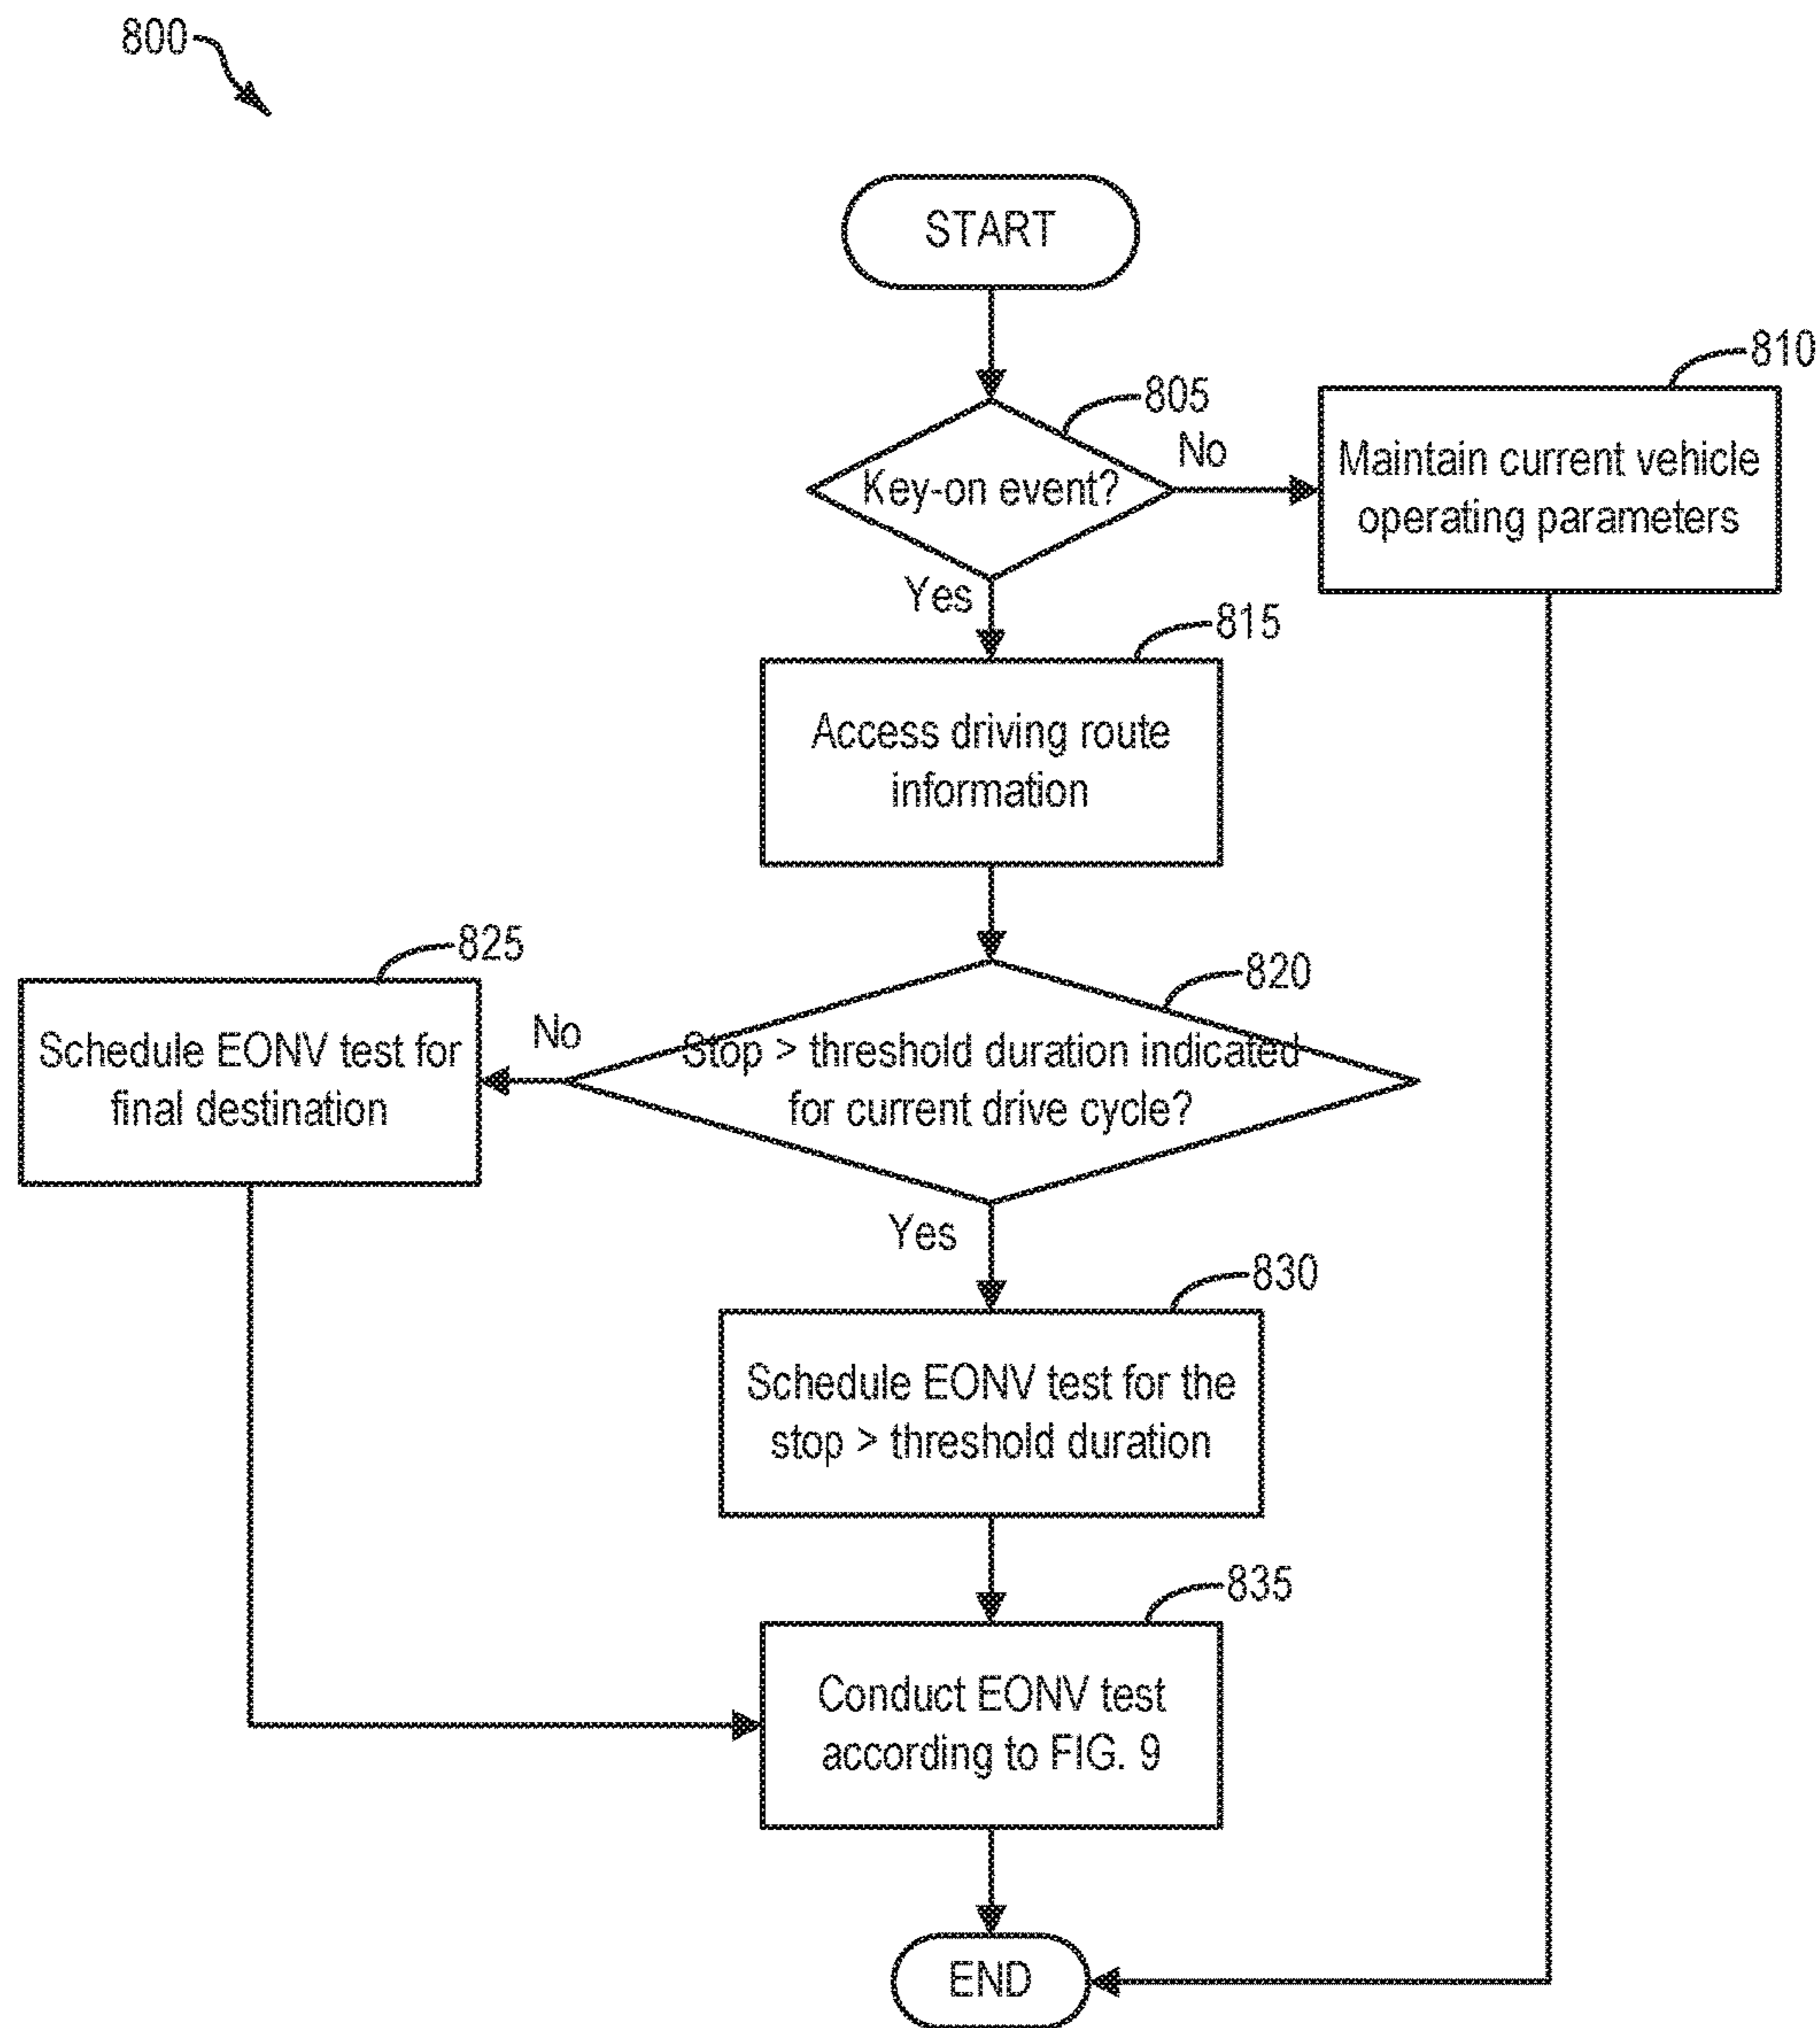 800
START
805
Key-on event?
No
Yes
810
Maintain current vehicle
operating parameters
815
Access driving route
information
820
Stop > threshold duration indicated
for current drive cycle?
No
Yes
825
Schedule EONV test for
final destination
830
Schedule EONV test for the
stop > threshold duration
835
Conduct EONV test
according to FIG. 9
END